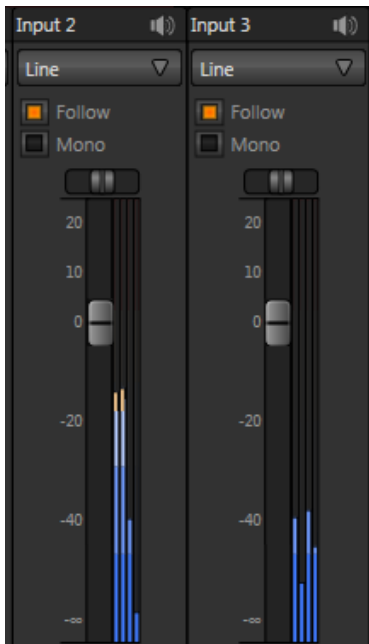 Input 2
Line
Follow
Mono
20
10
0
-20
-40
-∞
Input 3
Line
Follow
Mono
20
10
0
-20
-40
-∞